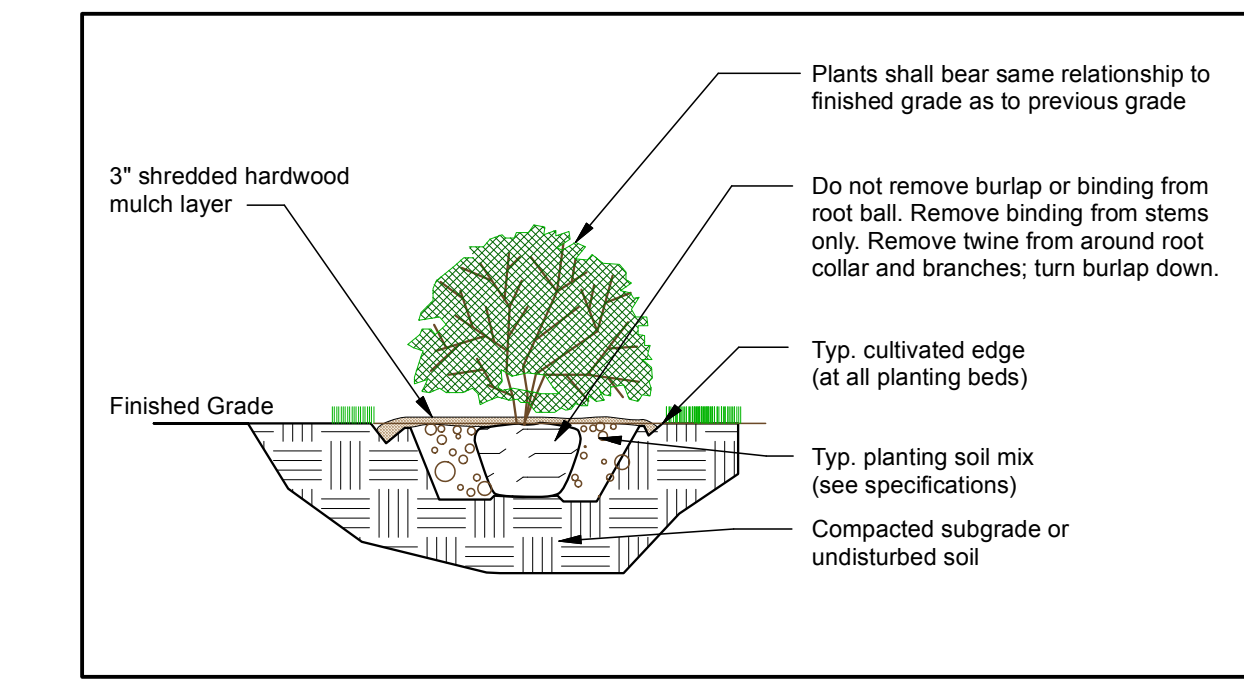 Plants shall bear same relationship to
finished grade as to previous grade
3" shredded hardwood
mulch layer
Do not remove burlap or binding from
root ball. Remove binding from stems
only. Remove twine from around root
collar and branches; turn burlap down.
Typ. cultivated edge
(at all planting beds)
Finished Grade
Typ. planting soil mix
(see specifications)
Compacted subgrade or
undisturbed soil